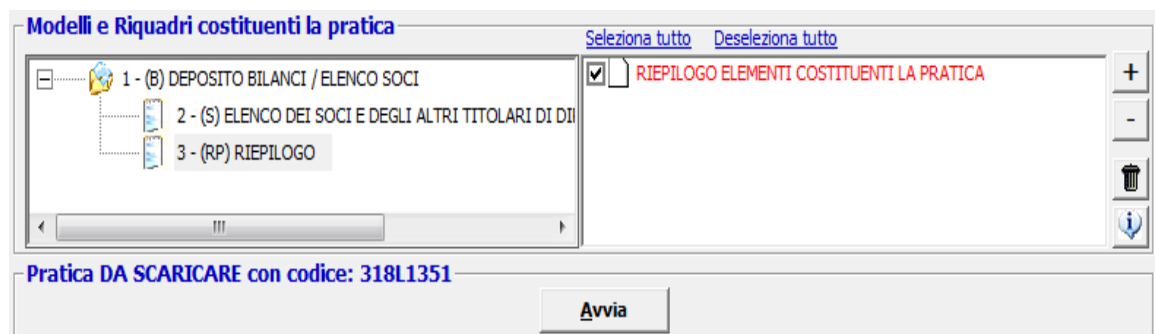 Modelli e Riquadri costituenti la pratica
Seleziona tutto Deseleziona tutto
1 - (B) DEPOSITO BILANCI / ELENCO SOCI
2 - (S) ELENCO DEI SOCI E DEGLI ALTRI TITOLARI DI DI
3 - (RP) RIEPILOGO
RIEPILOGO ELEMENTI COSTITUENTI LA PRATICA
+
-
Pratica DA SCARICARE con codice: 318L1351
Avvia